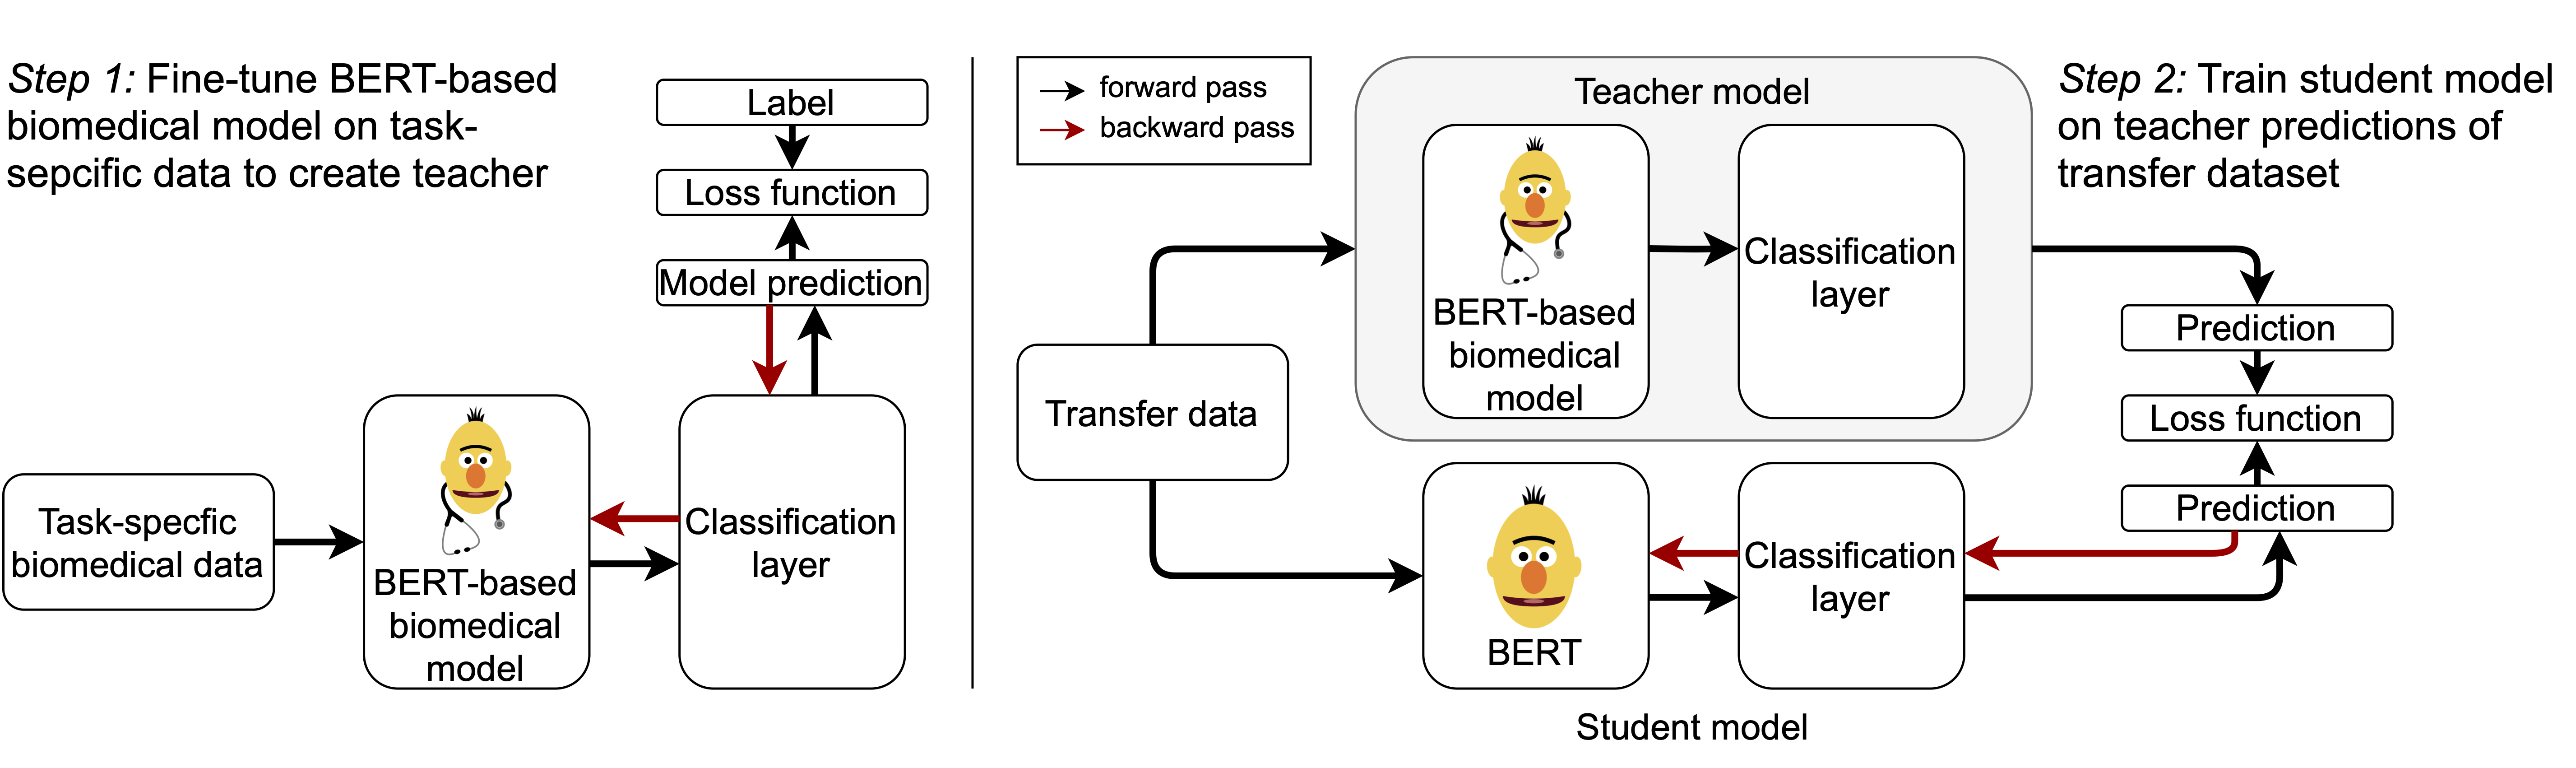 Step 1: Fine-tune BERT-based
biomedical model on task-
sepcific data to create teacher
Label
Loss function
Model prediction
Task-specfic
biomedical data
BERT-based
biomedical
model
Classification
layer
forward pass
backward pass
Transfer data
Teacher model
BERT-based
biomedical
model
Classification
layer
BERT
Classification
layer
Student model
Step 2: Train student model
on teacher predictions of
transfer dataset
Prediction
Loss function
Prediction